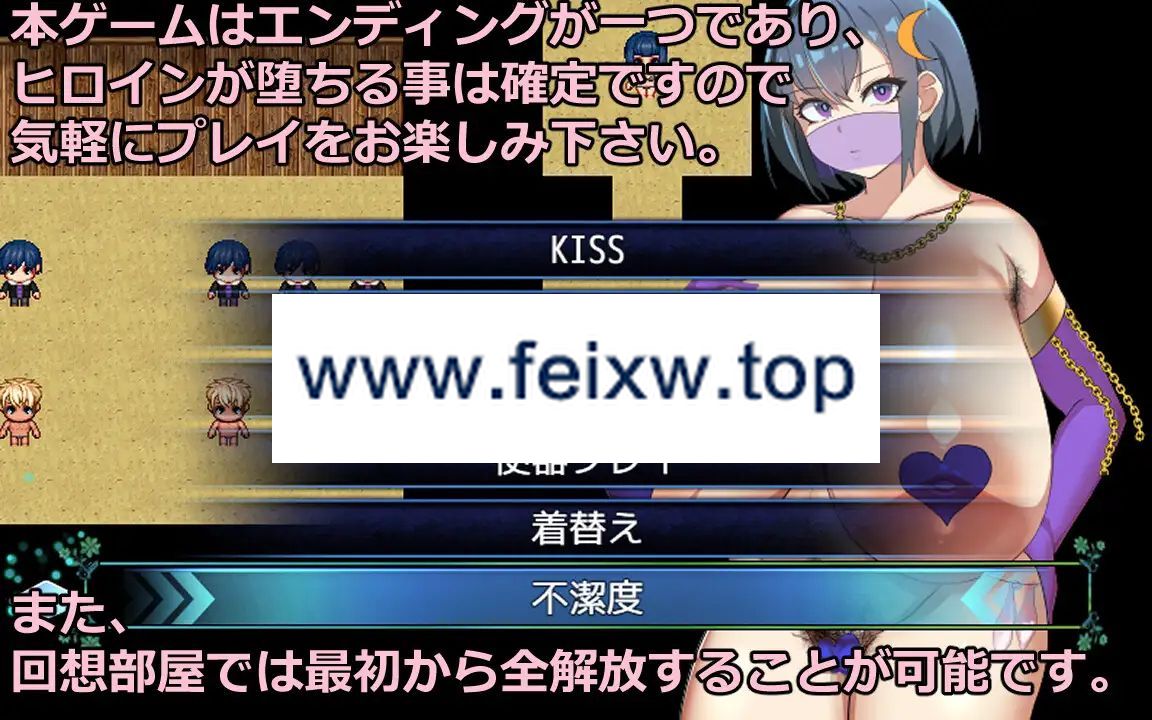 本ゲームはエンディングが一つであり、
ヒロインが堕ちる事は確定ですので
気軽にプレイをお楽しみ下さい。
KISS
www.feixw.top
着替え
不潔度
また、
回想部屋では最初から全解放することが可能です。